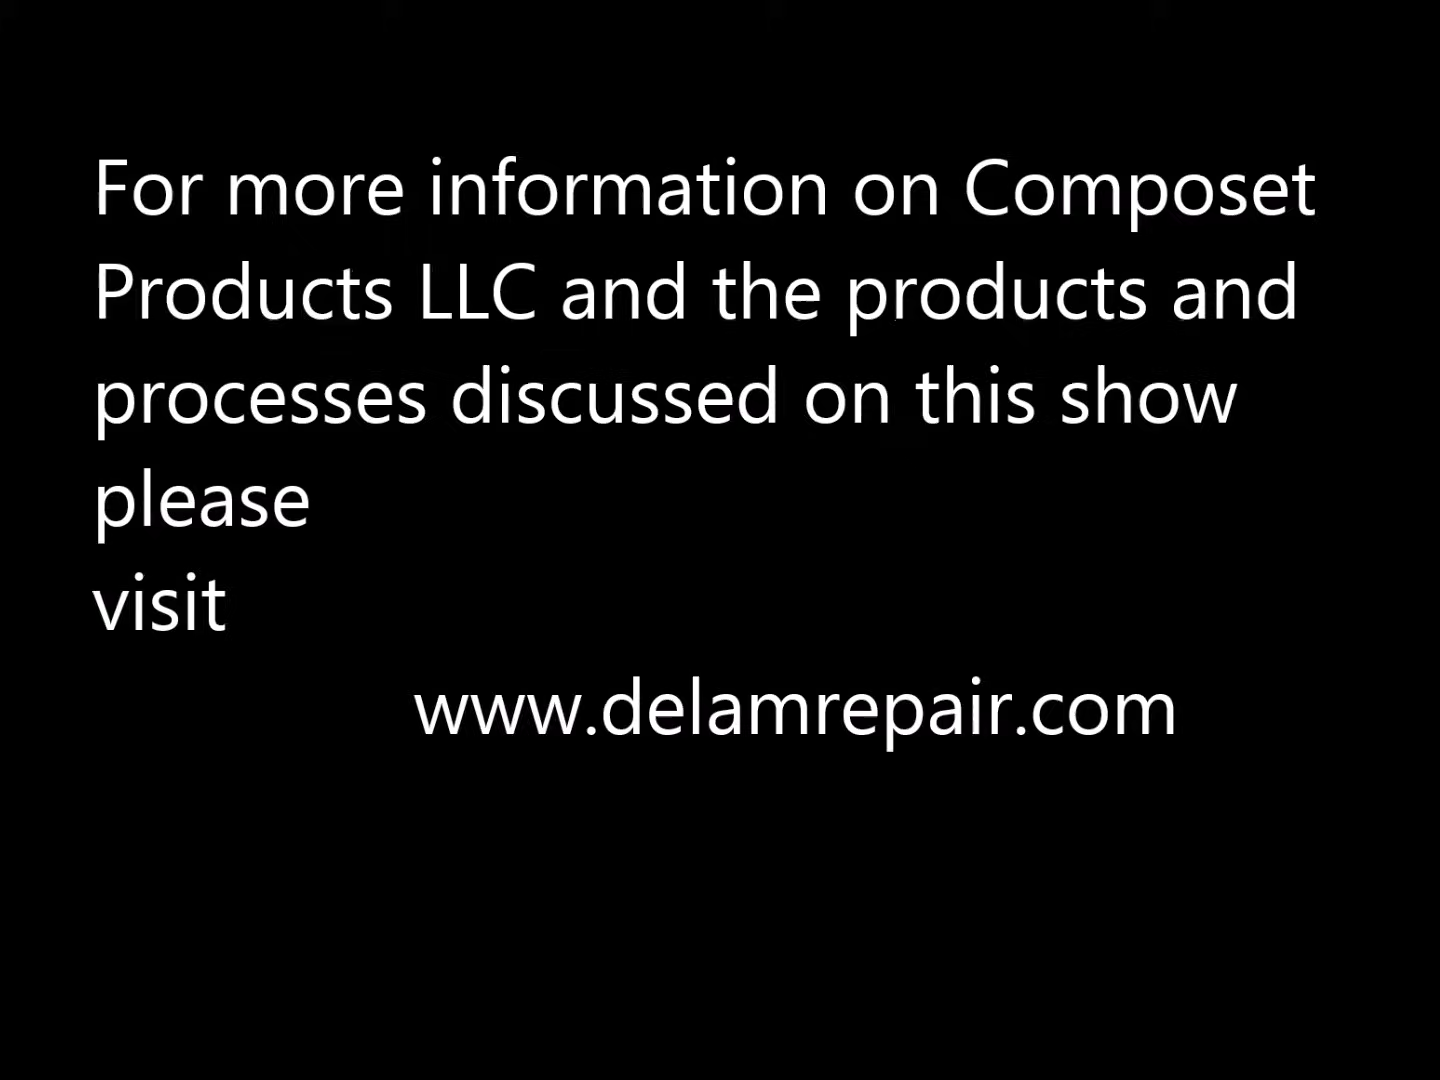 For more information on Composet
Products LLC and the products and
processes discussed on this show
please
visit
www.delamrepair.com